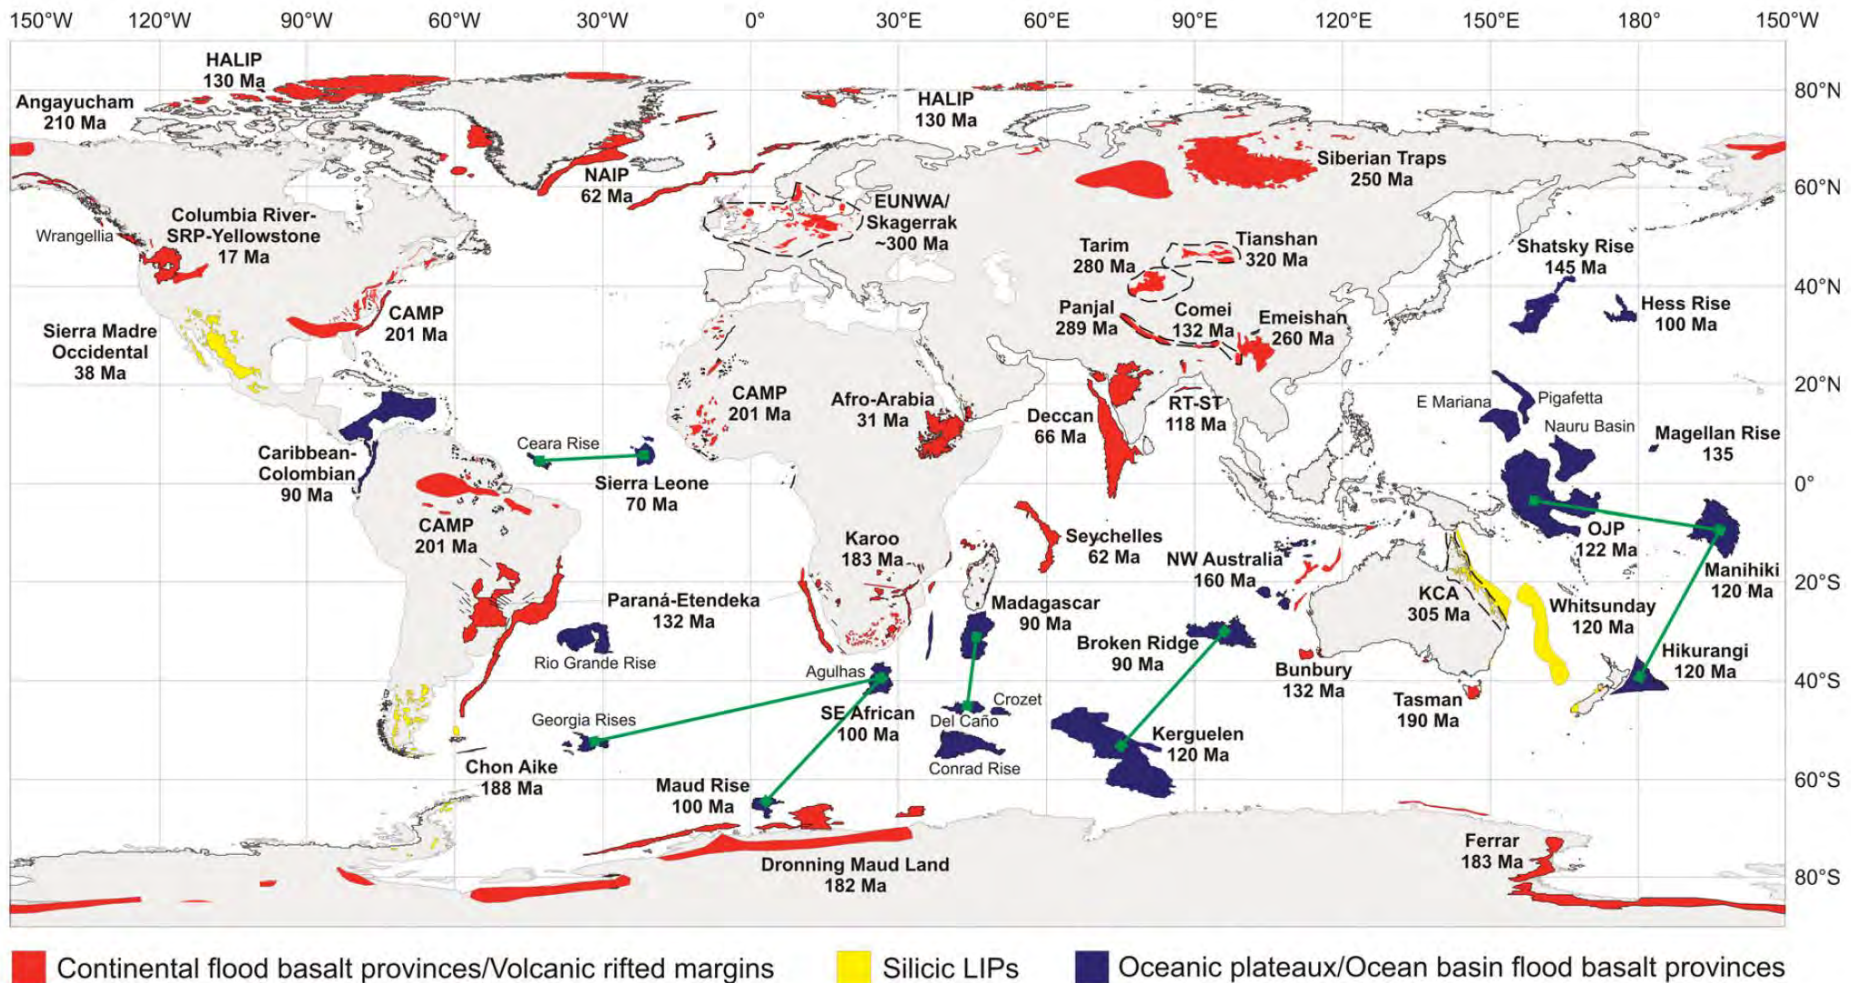 150°W 120°W 90°W 60°W 30°W 0° 30°E 60°E 90°E 120°E 150°E 180° 150°W
HALIP
130 Ma
Angayucham
210 Ma
HALIP
130 Ma
80°N
NAIP
62 Ma
Siberian Traps
250 Ma
60°N
Wrangellia
Columbia River-
SRP-Yellowstone
17 Ma
EUNWA/
Skagerrak
~300 Ma
Tarim
280 Ma
Tianshan
320 Ma
Shatsky Rise
145 Ma
40°N
Hess Rise
100 Ma
Sierra Madre
Occidental
38 Ma
CAMP
201 Ma
Panjal
289 Ma
Comei
132 Ma
Emeishan
260 Ma
20°N
CAMP
201 Ma
Afro-Arabia
31 Ma
Deccan
66 Ma
RT-ST
118 Ma
E Mariana
Pigafetta
Nauru Basin
Magellan Rise
135
Caribbean-
Colombian
90 Ma
Ceara Rise
Sierra Leone
70 Ma
0°
CAMP
201 Ma
Karoo
183 Ma
Seychelles
62 Ma
NW Australia
160 Ma
OJP
122 Ma
Manihiki
120 Ma
20°S
Paraná-Etendeka
132 Ma
Madagascar
90 Ma
KCA
305 Ma
Whitsunday
120 Ma
Rio Grande Rise
Agulhas
Broken Ridge
90 Ma
Bunbury
132 Ma
Hikurangi
120 Ma
40°S
Tasman
190 Ma
Georgia Rises
SE African
100 Ma
Crozet
Del Caño
Conrad Rise
Kerguelen
120 Ma
Chon Aike
188 Ma
Maud Rise
100 Ma
60°S
Dronning Maud Land
182 Ma
Ferrar
183 Ma
80°S
Continental flood basalt provinces/Volcanic rifted margins
Silicic LIPs
Oceanic plateaux/Ocean basin flood basalt provinces